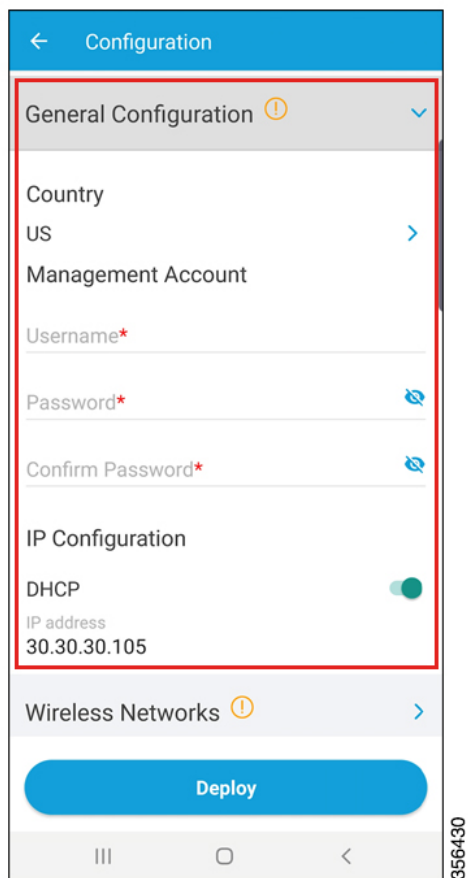 Configuration
General Configuration
Country
US
Management Account
Username*
Password*
Confirm Password*
IP Configuration
DHCP
IP address
30.30.30.105
Wireless Networks
Deploy
356430